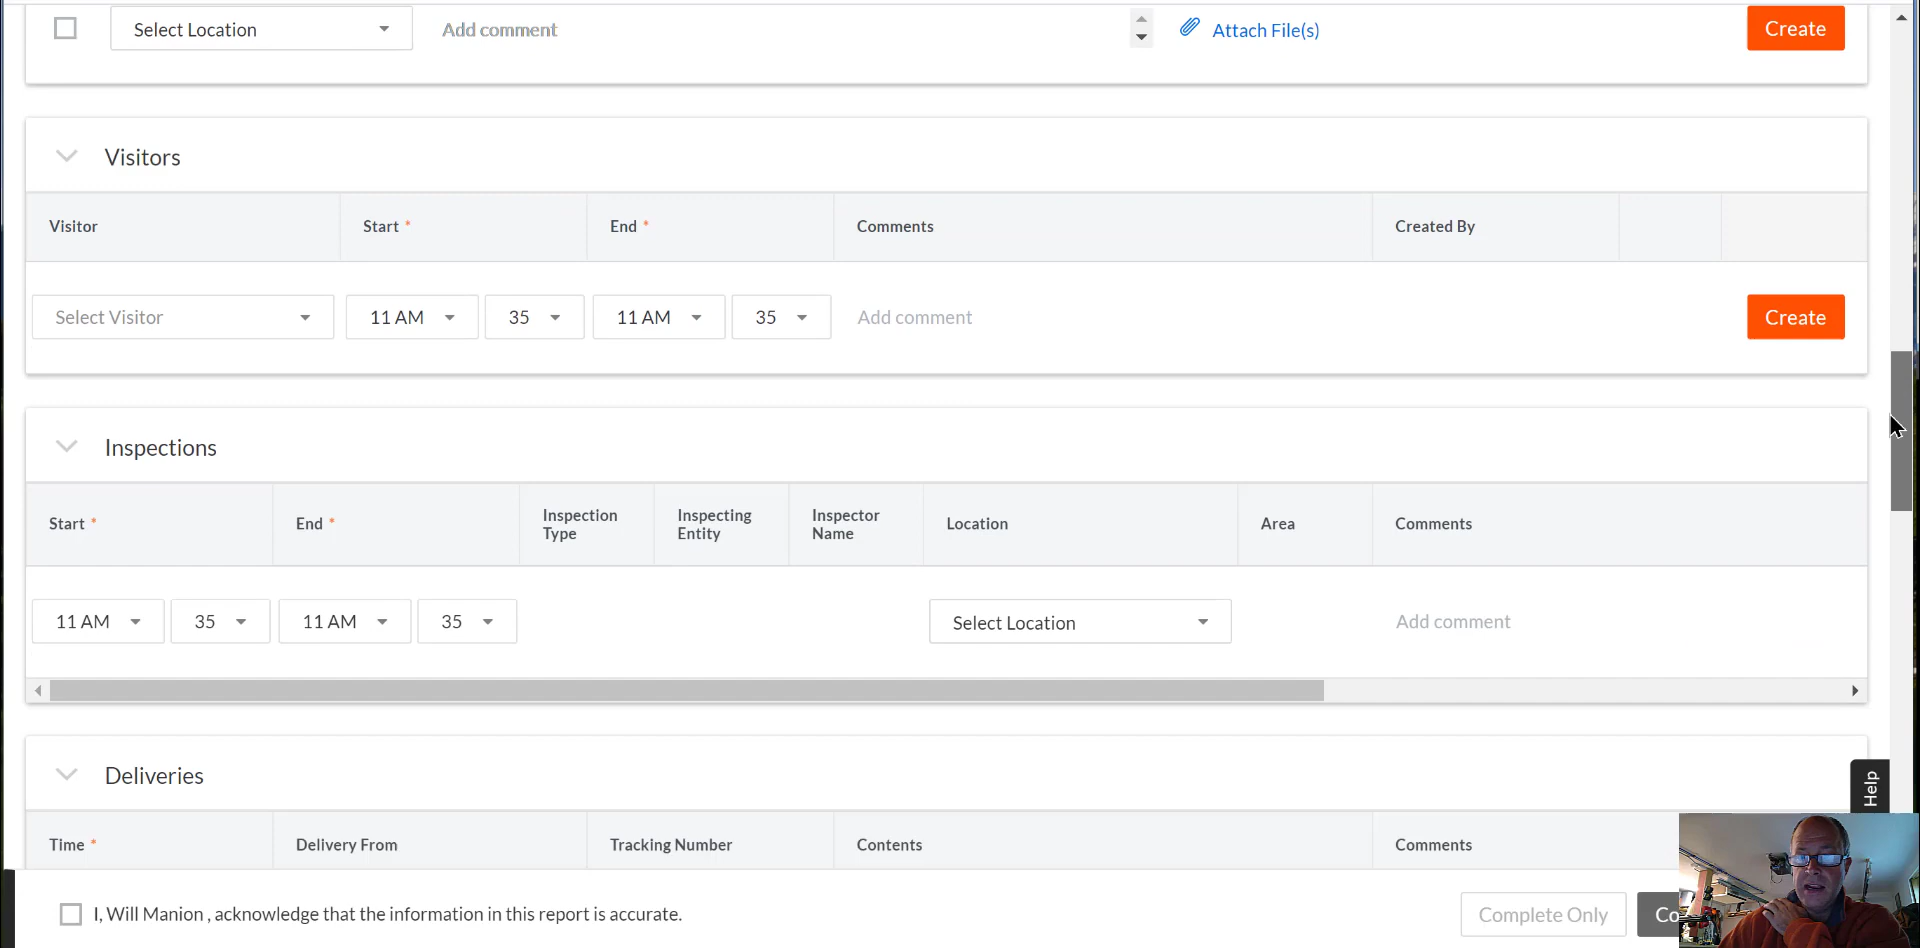 Select Location Add comment Attach File(s) Create
Visitors
Visitor Start * End * Comments Created By
Select Visitor 11 AM 35 11 AM 35 Add comment Create
Inspections
Start * End * Inspection Type Inspecting Entity Inspector Name Location Area Comments
11 AM 35 11 AM 35 Select Location Add comment
Deliveries
Help
Time * Delivery From Tracking Number Contents Comments
I, Will Manion , acknowledge that the information in this report is accurate. Complete Only Co